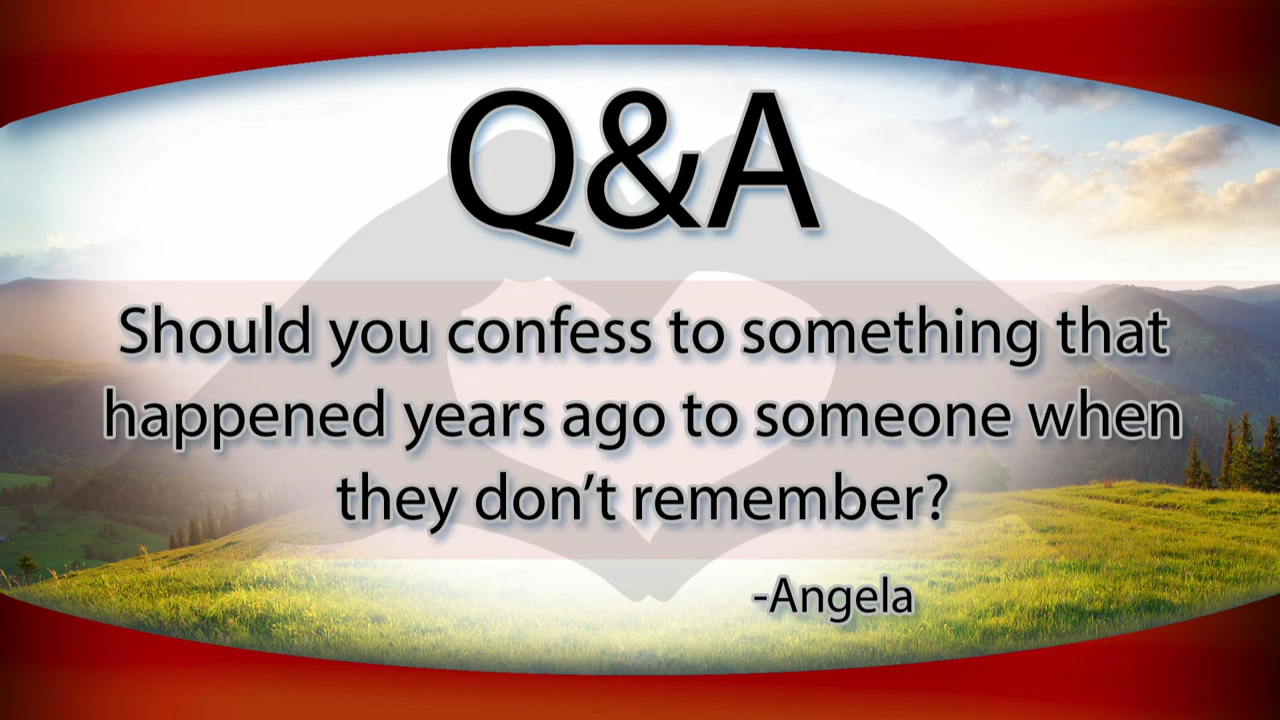 Q&A
Should you confess to something that
happened years ago to someone when
they don’t remember?
-Angela